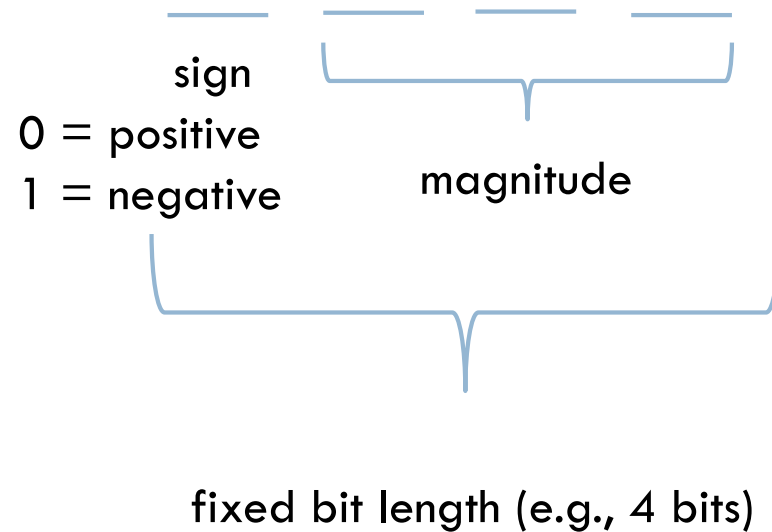 sign
0 = positive
1 = negative
magnitude
fixed bit length (e.g., 4 bits)